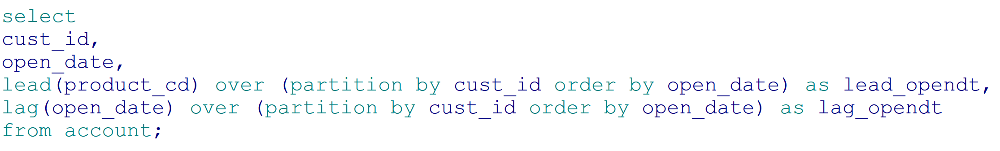 select
cust_id,
open_date,
lead(product_cd) over (partition by cust_id order by open_date) as lead_opendt,
lag(open_date) over (partition by cust_id order by open_date) as lag_opendt
from account;